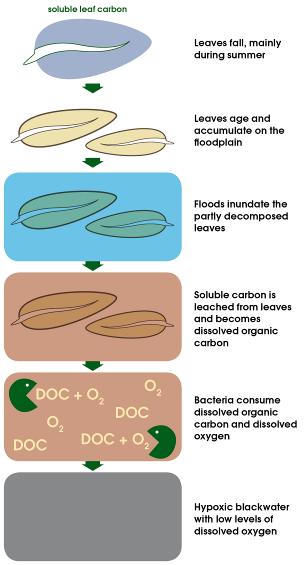 soluble leaf carbon
Leaves fall, mainly
during summer
Leaves age and
accumulate on the
floodplain
Floods inundate the
partly decomposed
leaves
Soluble carbon is
leached from leaves
and becomes
dissolved organic
carbon
DOC + O₂
O₂
DOC
O₂
DOC + O₂
DOC
Bacteria consume
dissolved organic
carbon and dissolved
oxygen
Hypoxic blackwater
with low levels of
dissolved oxygen